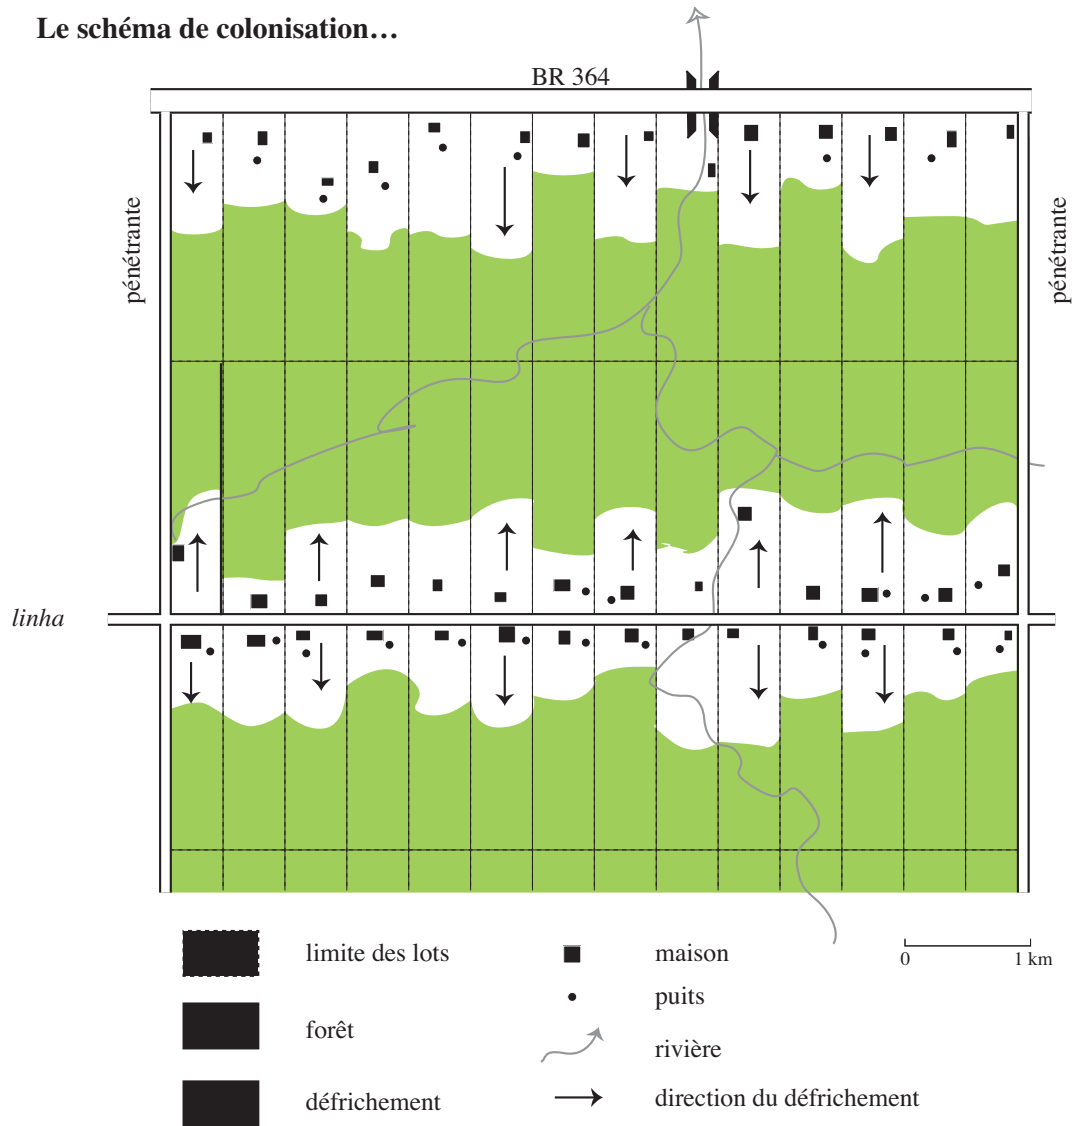 Le schéma de colonisation…
BR 364
pénétrante
pénétrante
linha
limite des lots
forêt
défrichement
maison
puits
rivière
direction du défrichement
0 1 km